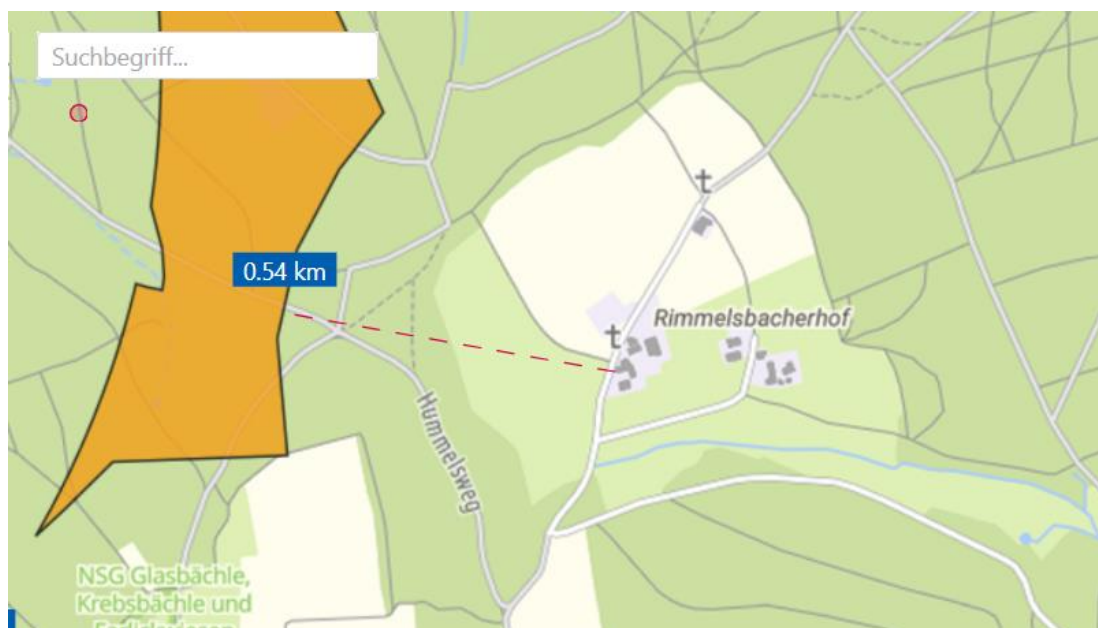 Suchbegriff...
0.54 km
Rimmelsbacherhof
Hummelsweg
NSG Glasbächle,
Krebsbächle und